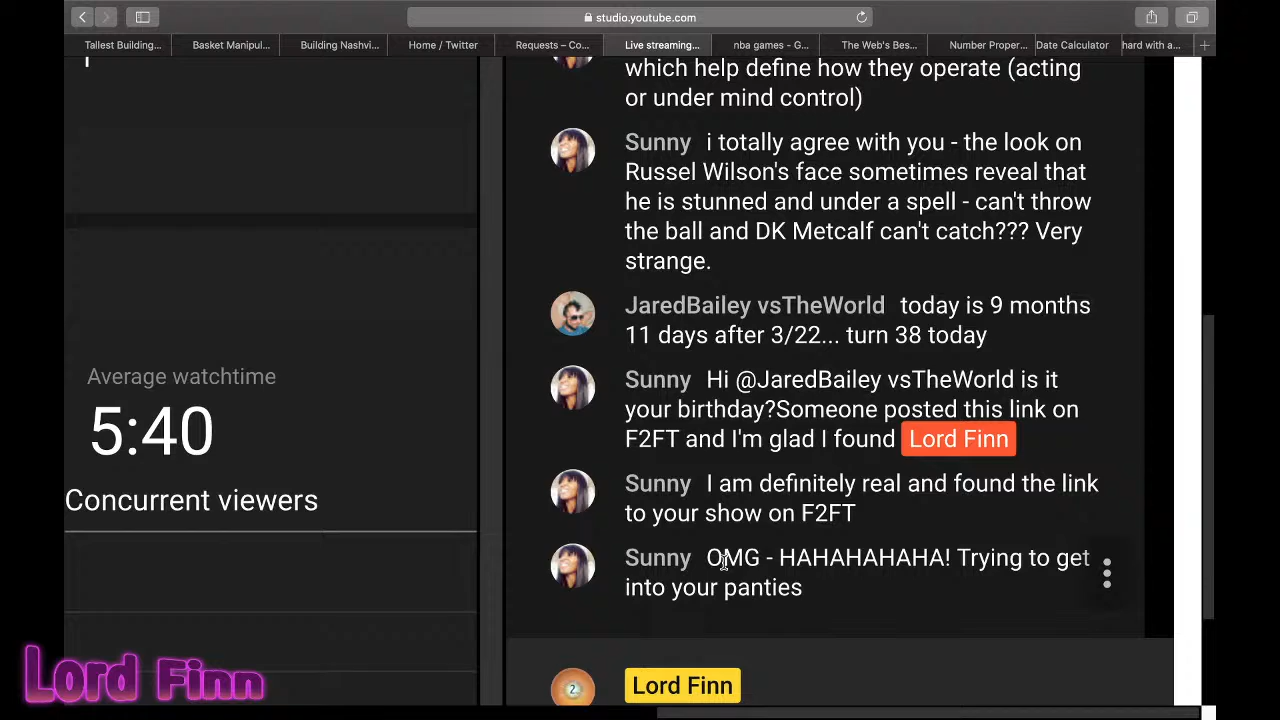 studio.youtube.com
Tallest Building...
Basket Manipul...
Building Nashvi...
Home / Twitter
Requests – Co...
Live streaming...
nba games - G...
The Web's Bes...
Number Proper...
Date Calculator
hard with a...
which help define how they operate (acting
or under mind control)
Sunny i totally agree with you - the look on
Russel Wilson's face sometimes reveal that
he is stunned and under a spell - can't throw
the ball and DK Metcalf can't catch??? Very
strange.
JaredBailey vsTheWorld today is 9 months
11 days after 3/22... turn 38 today
Average watchtime
5:40
Concurrent viewers
Sunny Hi @JaredBailey vsTheWorld is it
your birthday?Someone posted this link on
F2FT and I'm glad I found Lord Finn
Sunny I am definitely real and found the link
to your show on F2FT
Sunny OMG - HAHAHAHAHA! Trying to get
into your panties
2
Lord Finn
Lord Finn